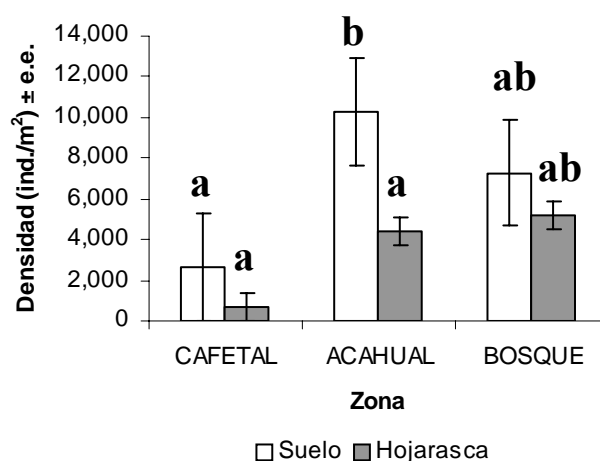 Densidad (ind./m²) ± e.e.
14,000
12,000
10,000
8,000
6,000
4,000
2,000
0
a
a
b
a
ab
ab
CAFETAL ACAHUAL BOSQUE
Zona
Suelo Hojarasca